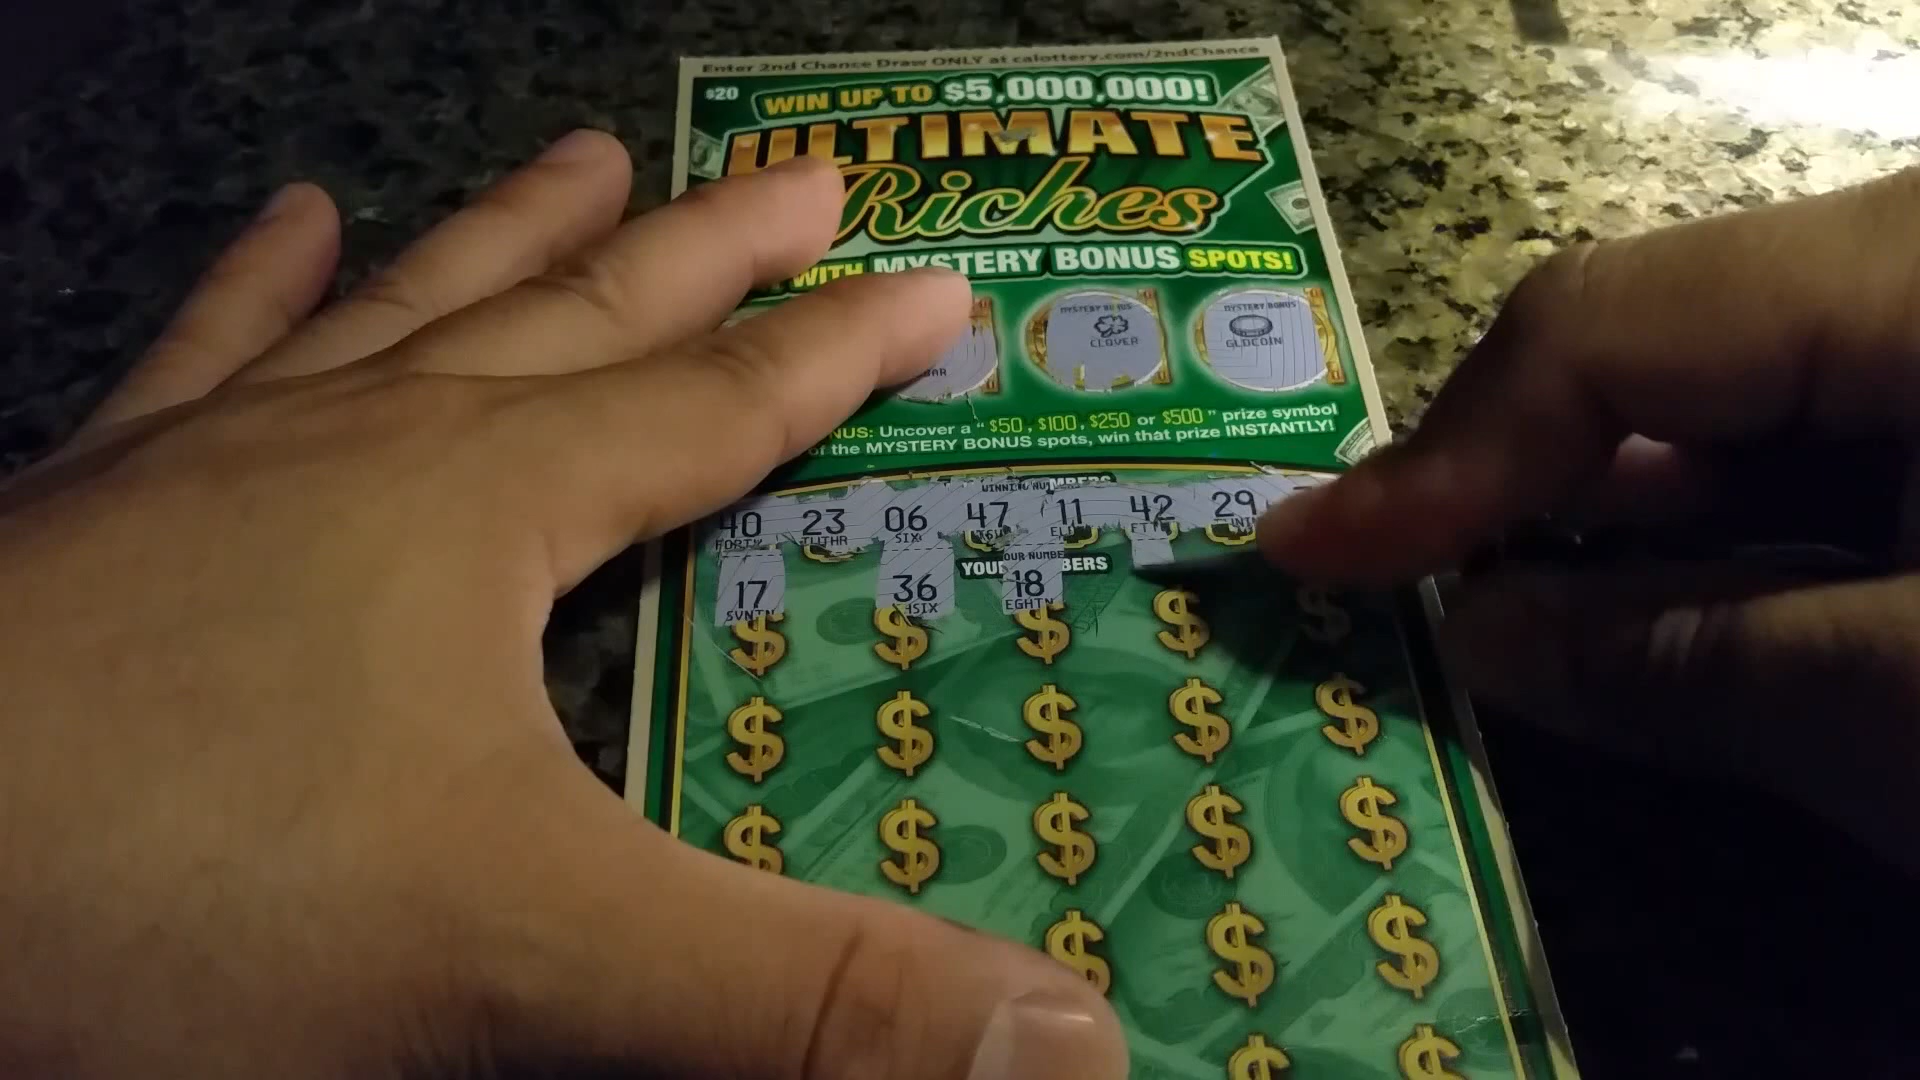 Enter 2nd Chance Draw ONLY at calottery.com/2ndChance
$20
WIN UP TO $5,000,000!
ULTIMATE
Riches
WITH MYSTERY BONUS SPOTS!
MYSTERY BONUS
CLOVER
MYSTERY BONUS
GLDCOIN
BAR
NUS: Uncover a "$50, $100, $250 or $500" prize symbol
of the MYSTERY BONUS spots, win that prize INSTANTLY!
WINNING NUMBERS
40 23 06 47 11 42 29
FORTY TWTHR SIX
YOUR NUMBERS
17 36 18
SVNTN HSIX EGHTN